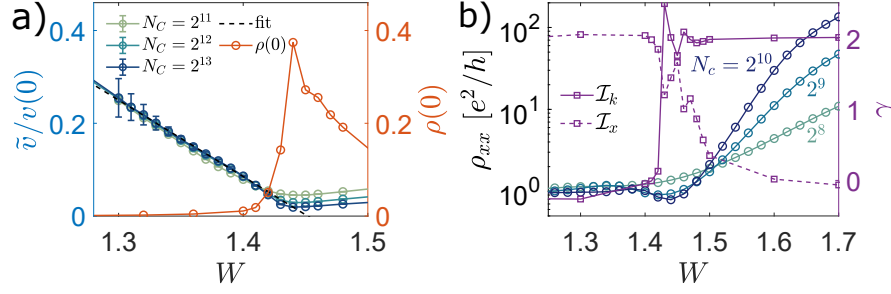 a)
0.4
0.2
0
ṽ/v(0)
N_C = 2^11
N_C = 2^12
N_C = 2^13
fit
ρ(0)
0.4
0.2
0
ρ(0)
1.3
1.4
1.5
W
b)
10^2
10^1
10^0
ρ_xx [e^2/h]
I_k
I_x
N_c = 2^10
2^9
2^8
2
1
0
γ
1.3
1.4
1.5
1.6
1.7
W